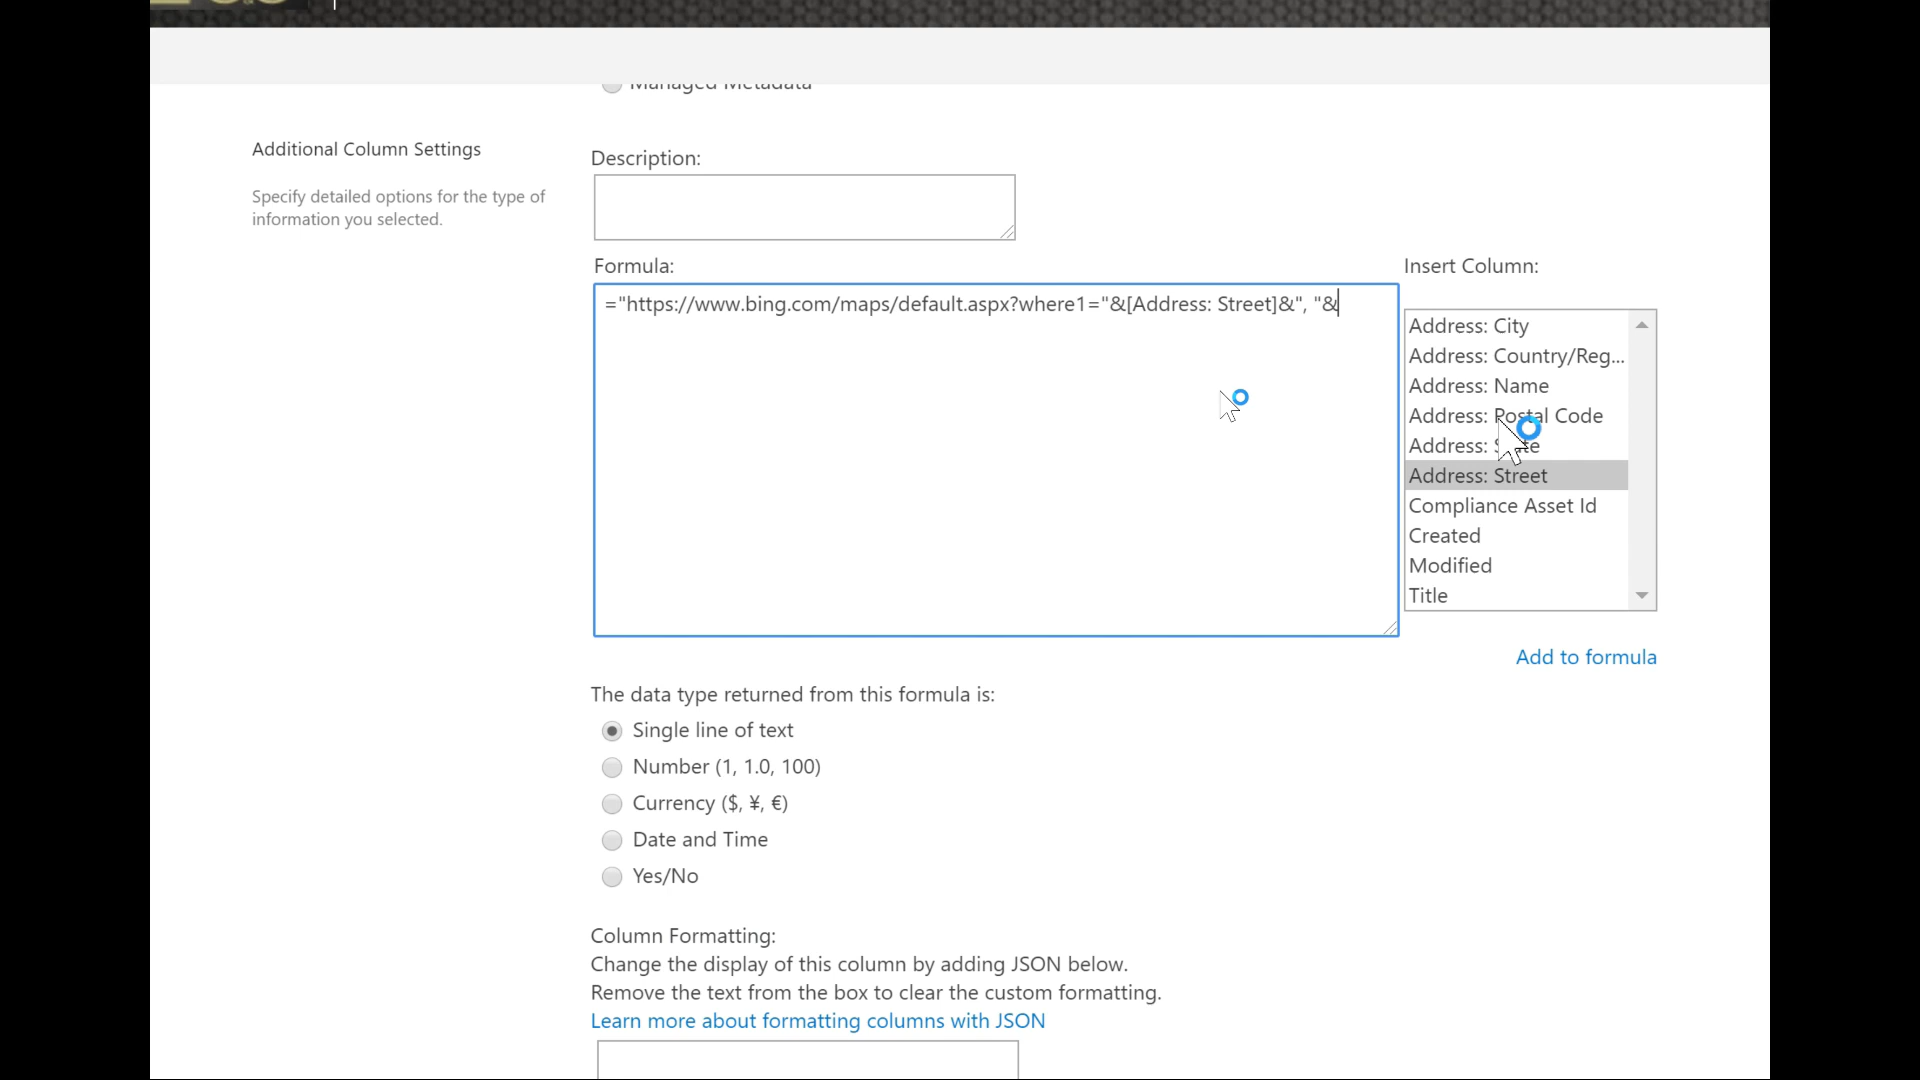 Managed Metadata
Additional Column Settings
Specify detailed options for the type of
information you selected.
Description:
Formula:
="https://www.bing.com/maps/default.aspx?where1="&[Address: Street]&", "&
Insert Column:
Address: City
Address: Country/Reg...
Address: Name
Address: Postal Code
Address: State
Address: Street
Compliance Asset Id
Created
Modified
Title
Add to formula
The data type returned from this formula is:
Single line of text
Number (1, 1.0, 100)
Currency ($, ¥, €)
Date and Time
Yes/No
Column Formatting:
Change the display of this column by adding JSON below.
Remove the text from the box to clear the custom formatting.
Learn more about formatting columns with JSON